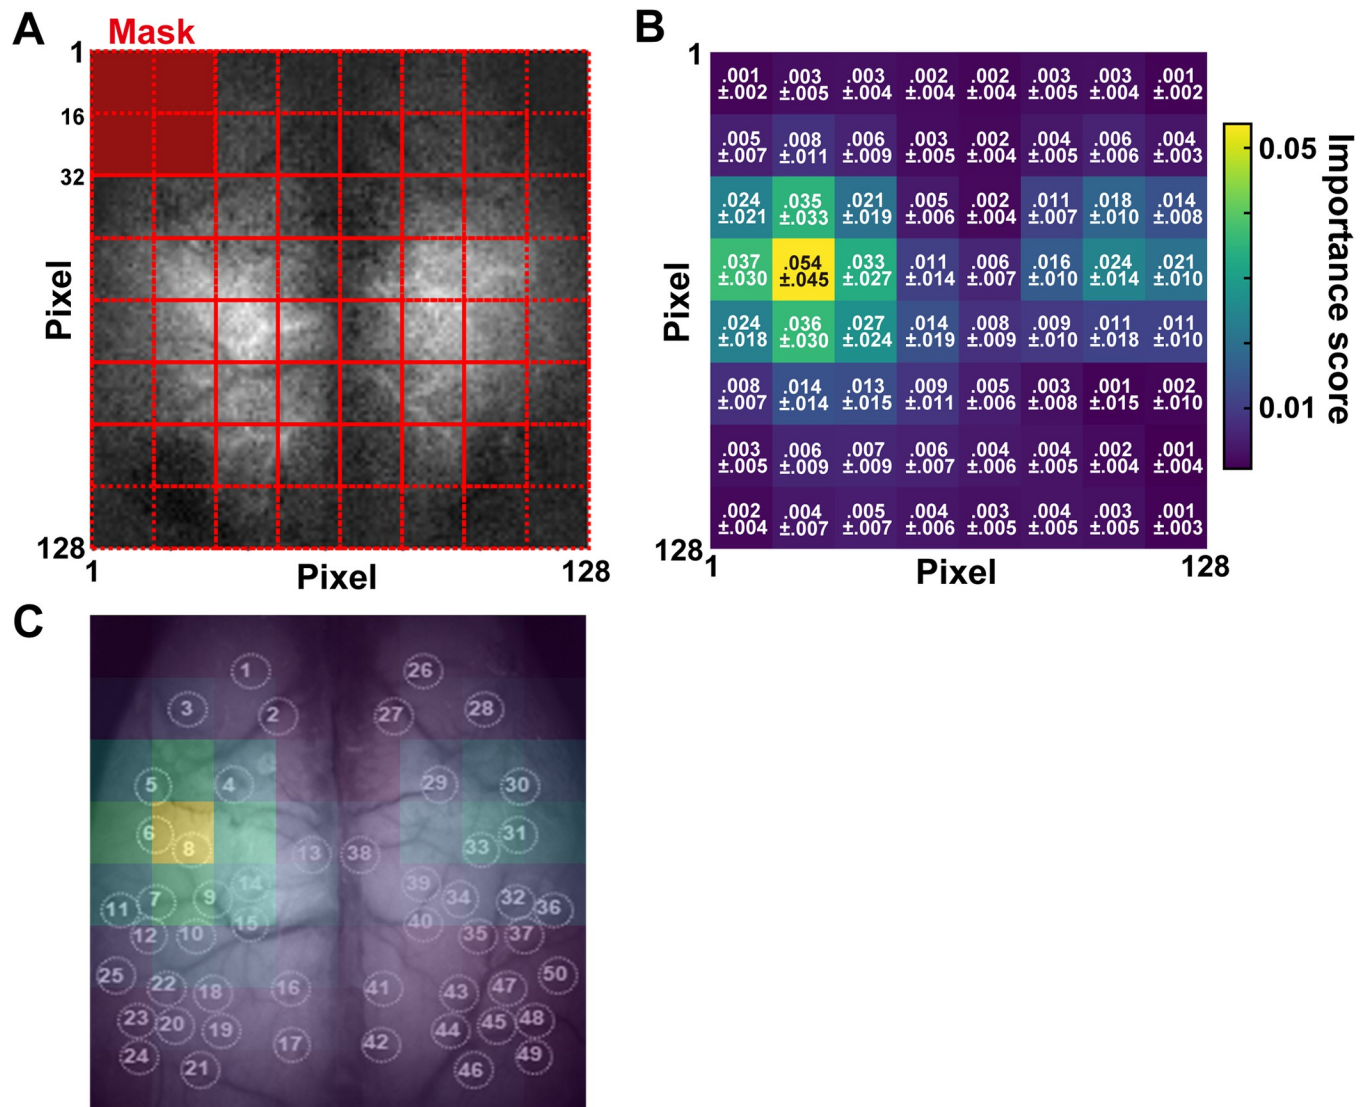 A
Mask
1
16
32
Pixel
128
1
Pixel
128
B
1
.001 .003 .003 .002 .002 .003 .003 .001
±.002 ±.005 ±.004 ±.004 ±.004 ±.005 ±.004 ±.002
.005 .008 .006 .003 .002 .004 .006 .004
±.007 ±.011 ±.009 ±.005 ±.004 ±.005 ±.006 ±.003
.024 .035 .021 .005 .002 .011 .018 .014
±.021 ±.033 ±.019 ±.006 ±.004 ±.007 ±.010 ±.008
.037 .054 .033 .011 .006 .016 .024 .021
±.030 ±.045 ±.027 ±.014 ±.007 ±.010 ±.014 ±.010
.024 .036 .027 .014 .008 .009 .011 .011
±.018 ±.030 ±.024 ±.019 ±.009 ±.010 ±.018 ±.010
.008 .014 .013 .009 .005 .003 .001 .002
±.007 ±.014 ±.015 ±.011 ±.006 ±.008 ±.015 ±.010
.003 .006 .007 .006 .004 .004 .002 .001
±.005 ±.009 ±.009 ±.007 ±.006 ±.005 ±.004 ±.004
.002 .004 .005 .004 .003 .004 .003 .001
±.004 ±.007 ±.007 ±.006 ±.005 ±.005 ±.005 ±.003
Pixel
128
1
Pixel
128
0.05
0.01
Importance score
C
1 26
3 2 27 28
5 4 29 30
6 8 13 38 33 31
11 7 9 14 39 34 32 36
12 10 15 40 35 37
25 22 18 16 41 43 47 50
23 20 19 17 42 44 45 48
24 21 46 49